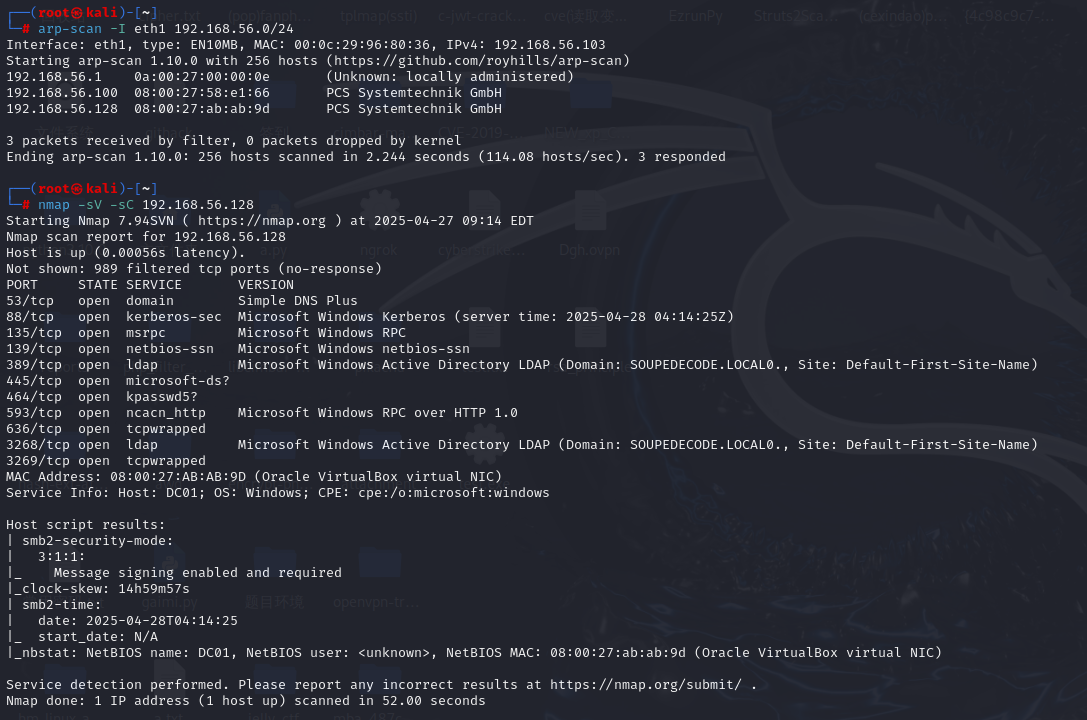 ┌──(root㉿kali)-[~]
└─# arp-scan -I eth1 192.168.56.0/24
Interface: eth1, type: EN10MB, MAC: 00:0c:29:96:80:36, IPv4: 192.168.56.103
Starting arp-scan 1.10.0 with 256 hosts (https://github.com/royhills/arp-scan)
192.168.56.1    0a:00:27:00:00:0e       (Unknown: locally administered)
192.168.56.100  08:00:27:58:e1:66       PCS Systemtechnik GmbH
192.168.56.128  08:00:27:ab:ab:9d       PCS Systemtechnik GmbH
3 packets received by filter, 0 packets dropped by kernel
Ending arp-scan 1.10.0: 256 hosts scanned in 2.244 seconds (114.08 hosts/sec). 3 responded
┌──(root㉿kali)-[~]
└─# nmap -sV -sC 192.168.56.128
Starting Nmap 7.94SVN ( https://nmap.org ) at 2025-04-27 09:14 EDT
Nmap scan report for 192.168.56.128
Host is up (0.00056s latency).
Not shown: 989 filtered tcp ports (no-response)
PORT     STATE SERVICE       VERSION
53/tcp   open  domain        Simple DNS Plus
88/tcp   open  kerberos-sec  Microsoft Windows Kerberos (server time: 2025-04-28 04:14:25Z)
135/tcp  open  msrpc         Microsoft Windows RPC
139/tcp  open  netbios-ssn   Microsoft Windows netbios-ssn
389/tcp  open  ldap          Microsoft Windows Active Directory LDAP (Domain: SOUPEDECODE.LOCAL0., Site: Default-First-Site-Name)
445/tcp  open  microsoft-ds?
464/tcp  open  kpasswd5?
593/tcp  open  ncacn_http    Microsoft Windows RPC over HTTP 1.0
636/tcp  open  tcpwrapped
3268/tcp open  ldap          Microsoft Windows Active Directory LDAP (Domain: SOUPEDECODE.LOCAL0., Site: Default-First-Site-Name)
3269/tcp open  tcpwrapped
MAC Address: 08:00:27:AB:AB:9D (Oracle VirtualBox virtual NIC)
Service Info: Host: DC01; OS: Windows; CPE: cpe:/o:microsoft:windows
Host script results:
| smb2-security-mode:
|   3:1:1:
|_    Message signing enabled and required
|_clock-skew: 14h59m57s
| smb2-time:
|   date: 2025-04-28T04:14:25
|_  start_date: N/A
|_nbstat: NetBIOS name: DC01, NetBIOS user: <unknown>, NetBIOS MAC: 08:00:27:ab:ab:9d (Oracle VirtualBox virtual NIC)
Service detection performed. Please report any incorrect results at https://nmap.org/submit/ .
Nmap done: 1 IP address (1 host up) scanned in 52.00 seconds